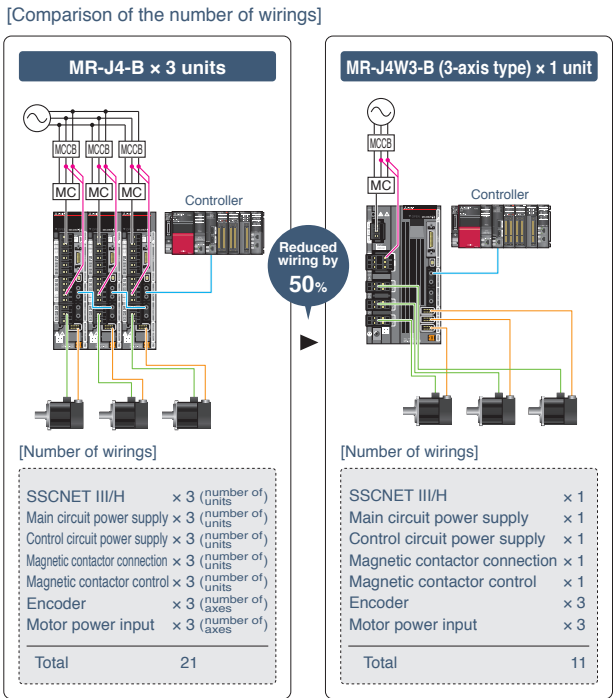 [Comparison of the number of wirings]
MR-J4-B × 3 units
MCCB MCCB MCCB
MC MC MC
Controller
[Number of wirings]
SSCNET III/H × 3 (number of units)
Main circuit power supply × 3 (number of units)
Control circuit power supply × 3 (number of units)
Magnetic contactor connection × 3 (number of units)
Magnetic contactor control × 3 (number of units)
Encoder × 3 (number of axes)
Motor power input × 3 (number of axes)
Total 21
Reduced
wiring by
50%
MR-J4W3-B (3-axis type) × 1 unit
MCCB
MC
Controller
[Number of wirings]
SSCNET III/H × 1
Main circuit power supply × 1
Control circuit power supply × 1
Magnetic contactor connection × 1
Magnetic contactor control × 1
Encoder × 3
Motor power input × 3
Total 11